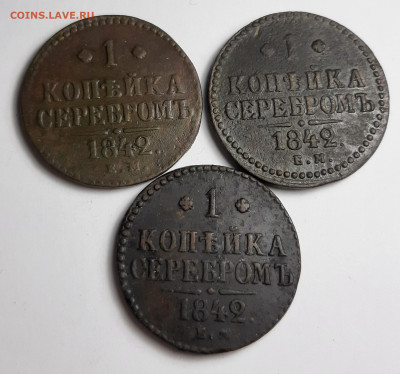 COINS.LAVE.RU
1
КОПѢЙКА
СЕРЕБРОМЪ
1842.
1
КОПѢЙКА
СЕРЕБРОМЪ
1842.
Е.М.
1
КОПѢЙКА
СЕРЕБРОМЪ
1842.